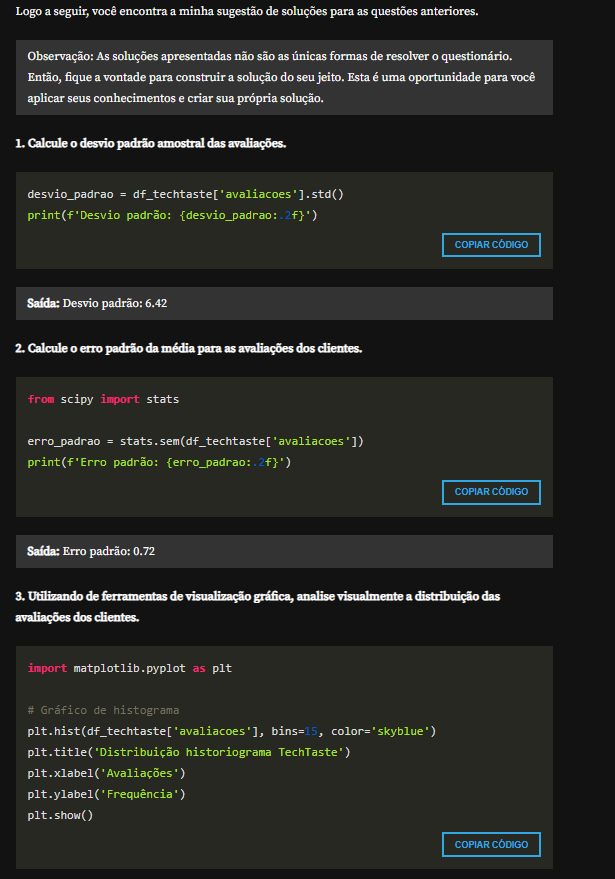 Logo a seguir, você encontra a minha sugestão de soluções para as questões anteriores.
Observação: As soluções apresentadas não são as únicas formas de resolver o questionário.
Então, fique a vontade para construir a solução do seu jeito. Esta é uma oportunidade para você
aplicar seus conhecimentos e criar sua própria solução.
1. Calcule o desvio padrão amostral das avaliações.
desvio_padrao = df_techtaste['avaliacoes'].std()
print(f'Desvio padrão: {desvio_padrao:.2f}')
COPIAR CÓDIGO
Saída: Desvio padrão: 6.42
2. Calcule o erro padrão da média para as avaliações dos clientes.
from scipy import stats
erro_padrao = stats.sem(df_techtaste['avaliacoes'])
print(f'Erro padrão: {erro_padrao:.2f}')
COPIAR CÓDIGO
Saída: Erro padrão: 0.72
3. Utilizando de ferramentas de visualização gráfica, analise visualmente a distribuição das
avaliações dos clientes.
import matplotlib.pyplot as plt
# Gráfico de histograma
plt.hist(df_techtaste['avaliacoes'], bins=15, color='skyblue')
plt.title('Distribuição historiograma TechTaste')
plt.xlabel('Avaliações')
plt.ylabel('Frequência')
plt.show()
COPIAR CÓDIGO